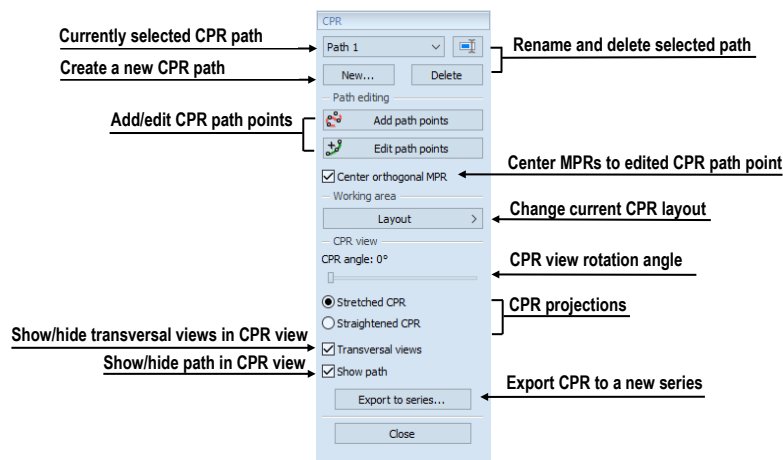 CPR
Currently selected CPR path
Path 1
Rename and delete selected path
Create a new CPR path
New...
Delete
Path editing
Add/edit CPR path points
Add path points
Edit path points
Center MPRs to edited CPR path point
Center orthogonal MPR
Working area
Layout
Change current CPR layout
CPR view
CPR angle: 0°
CPR view rotation angle
Stretched CPR
CPR projections
Straightened CPR
Show/hide transversal views in CPR view
Transversal views
Show/hide path in CPR view
Show path
Export CPR to a new series
Export to series...
Close